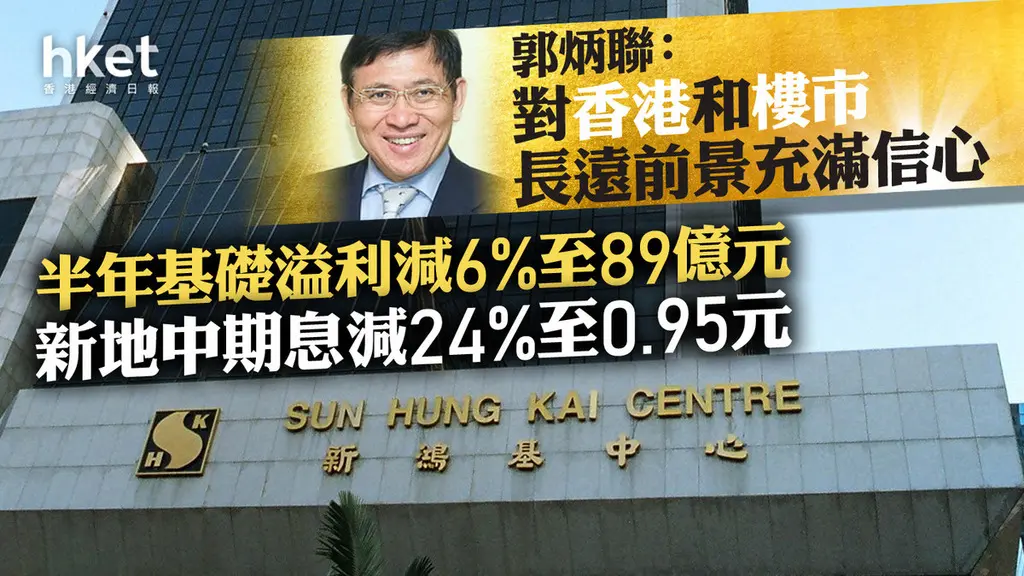 hket
香港經濟日報
郭炳聯：
對香港和樓市
長遠前景充滿信心
半年基礎溢利減6%至89億元
新地中期息減24%至0.95元
SUN HUNG KAI CENTRE
新鴻基中心
S H K